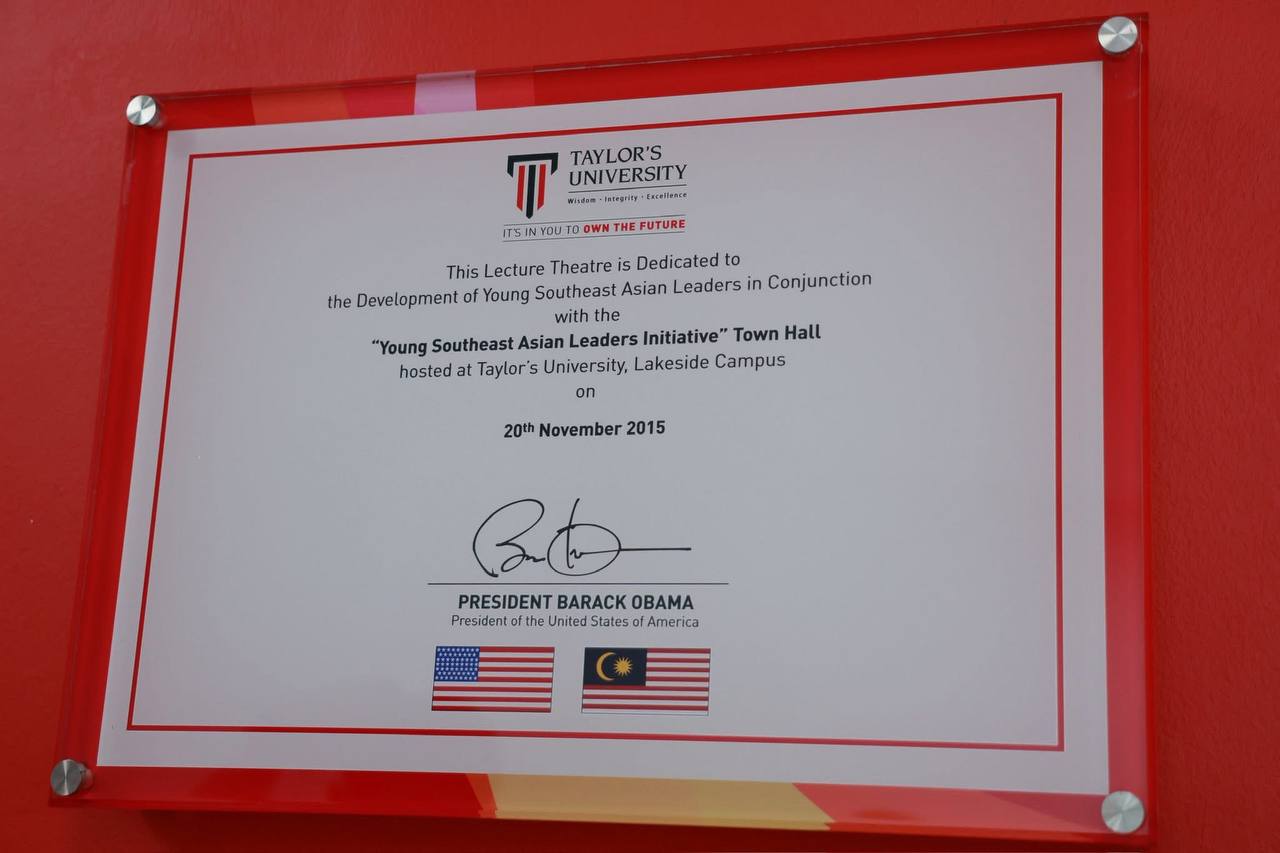 TAYLOR'S
UNIVERSITY
Wisdom · Integrity · Excellence
IT'S IN YOU TO OWN THE FUTURE
This Lecture Theatre is Dedicated to
the Development of Young Southeast Asian Leaders in Conjunction
with the
“Young Southeast Asian Leaders Initiative” Town Hall
hosted at Taylor's University, Lakeside Campus
on
20th November 2015
PRESIDENT BARACK OBAMA
President of the United States of America